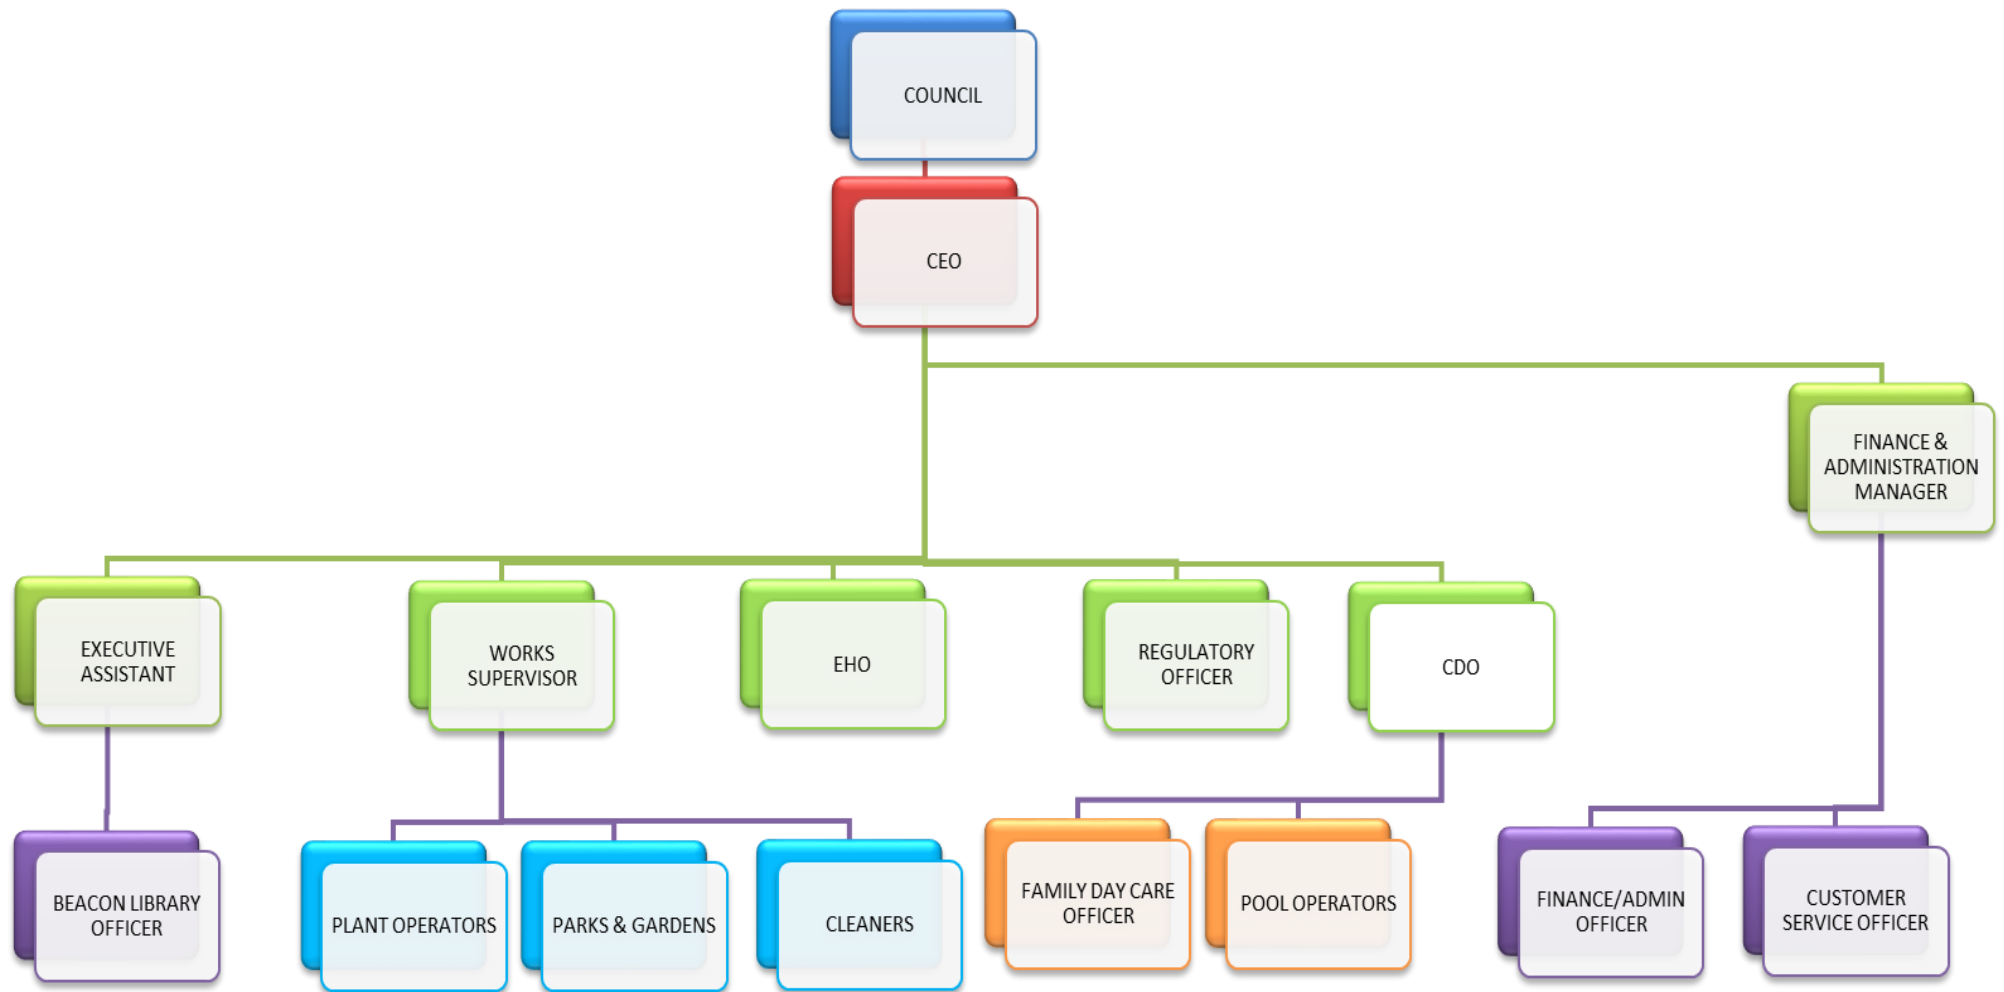 COUNCIL
CEO
FINANCE &
ADMINISTRATION
MANAGER
EXECUTIVE
ASSISTANT
WORKS
SUPERVISOR
EHO
REGULATORY
OFFICER
CDO
BEACON LIBRARY
OFFICER
PLANT OPERATORS
PARKS & GARDENS
CLEANERS
FAMILY DAY CARE
OFFICER
POOL OPERATORS
FINANCE/ADMIN
OFFICER
CUSTOMER
SERVICE OFFICER